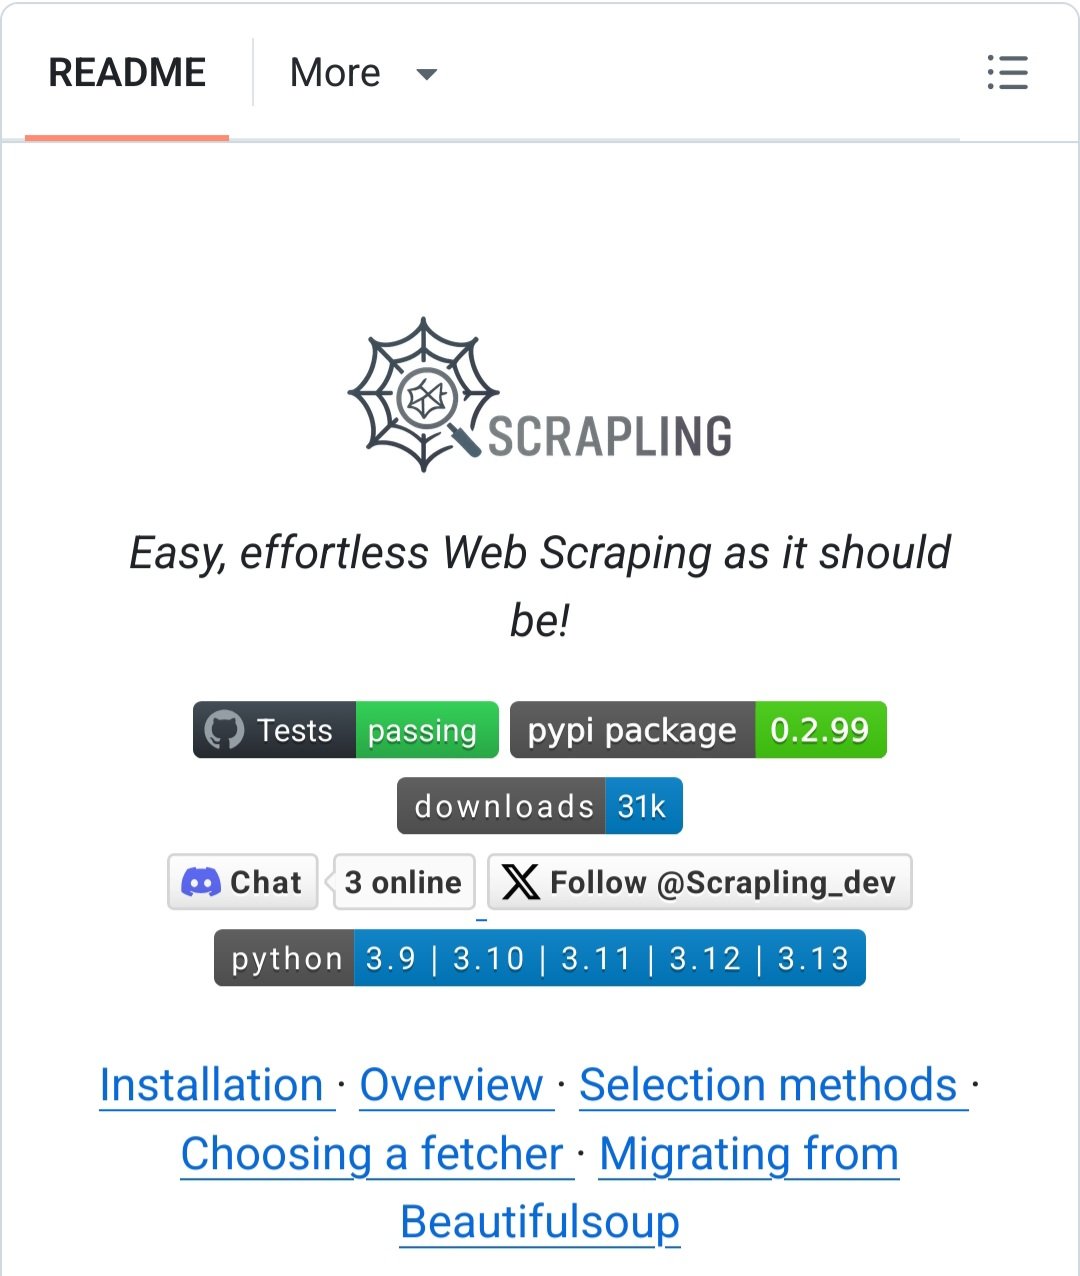 README More
SCRAPLING
Easy, effortless Web Scraping as it should
be!
Tests passing pypi package 0.2.99
downloads 31k
Chat 3 online Follow @Scrapling_dev
python 3.9 | 3.10 | 3.11 | 3.12 | 3.13
Installation · Overview · Selection methods ·
Choosing a fetcher · Migrating from
Beautifulsoup